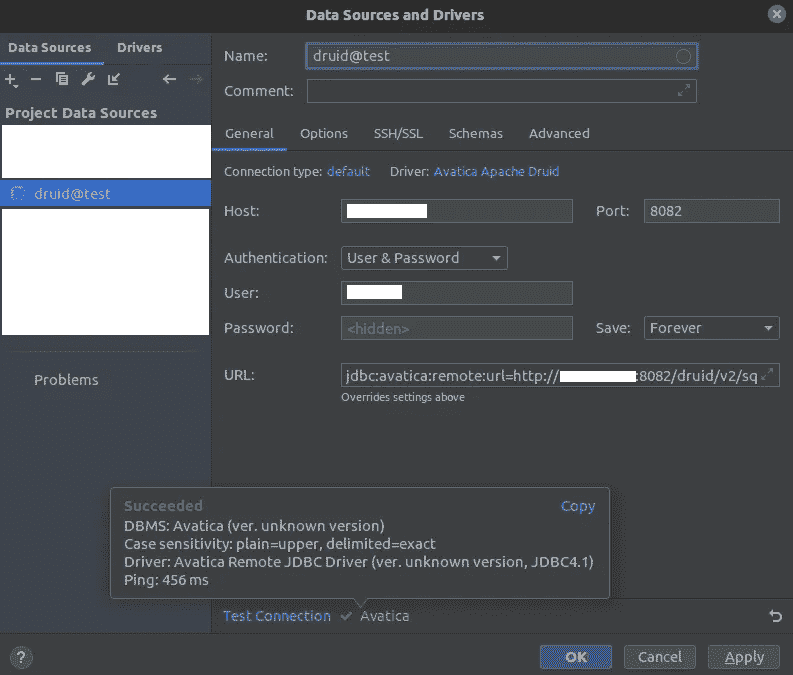 Data Sources and Drivers
Data Sources Drivers
Project Data Sources
druid@test
Problems
Name: druid@test
Comment:
General Options SSH/SSL Schemas Advanced
Connection type: default Driver: Avatica Apache Druid
Host: Port: 8082
Authentication: User & Password
User:
Password: <hidden> Save: Forever
URL: jdbc:avatica:remote:url=http:// :8082/druid/v2/sq
Overrides settings above
Succeeded Copy
DBMS: Avatica (ver. unknown version)
Case sensitivity: plain=upper, delimited=exact
Driver: Avatica Remote JDBC Driver (ver. unknown version, JDBC4.1)
Ping: 456 ms
Test Connection Avatica
? OK Cancel Apply